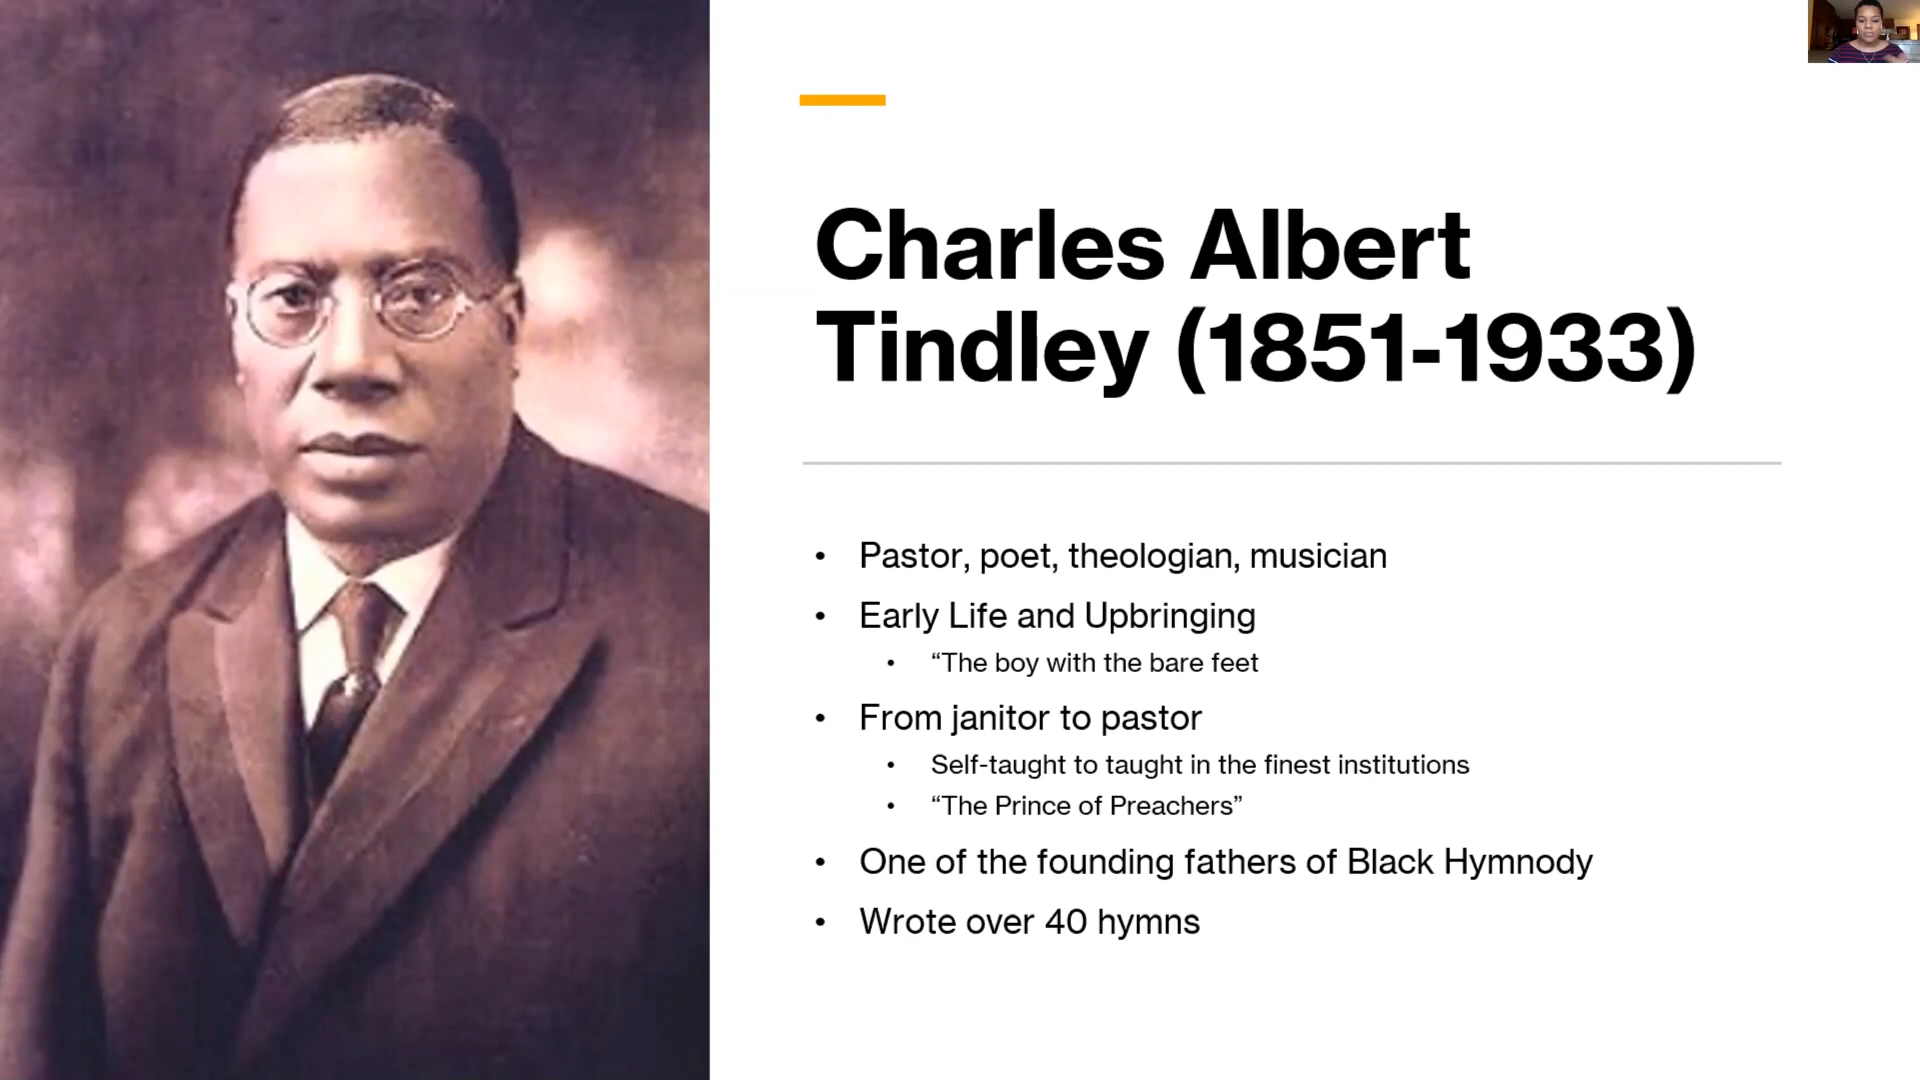 Charles Albert
Tindley (1851-1933)
• Pastor, poet, theologian, musician
• Early Life and Upbringing
• “The boy with the bare feet
• From janitor to pastor
• Self-taught to taught in the finest institutions
• “The Prince of Preachers”
• One of the founding fathers of Black Hymnody
• Wrote over 40 hymns